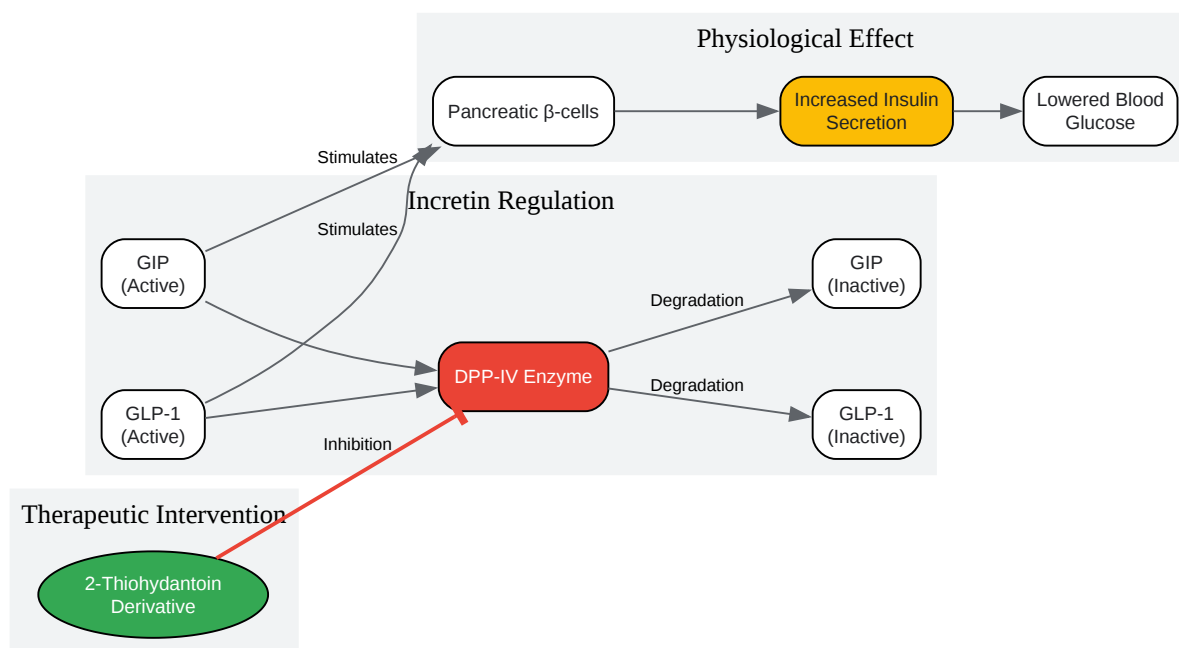 Physiological Effect
Pancreatic β-cells
Increased Insulin
Secretion
Lowered Blood
Glucose
Stimulates
Incretin Regulation
Stimulates
GIP
(Active)
GIP
(Inactive)
Degradation
DPP-IV Enzyme
Degradation
GLP-1
(Active)
GLP-1
(Inactive)
Inhibition
Therapeutic Intervention
2-Thiohydantoin
Derivative